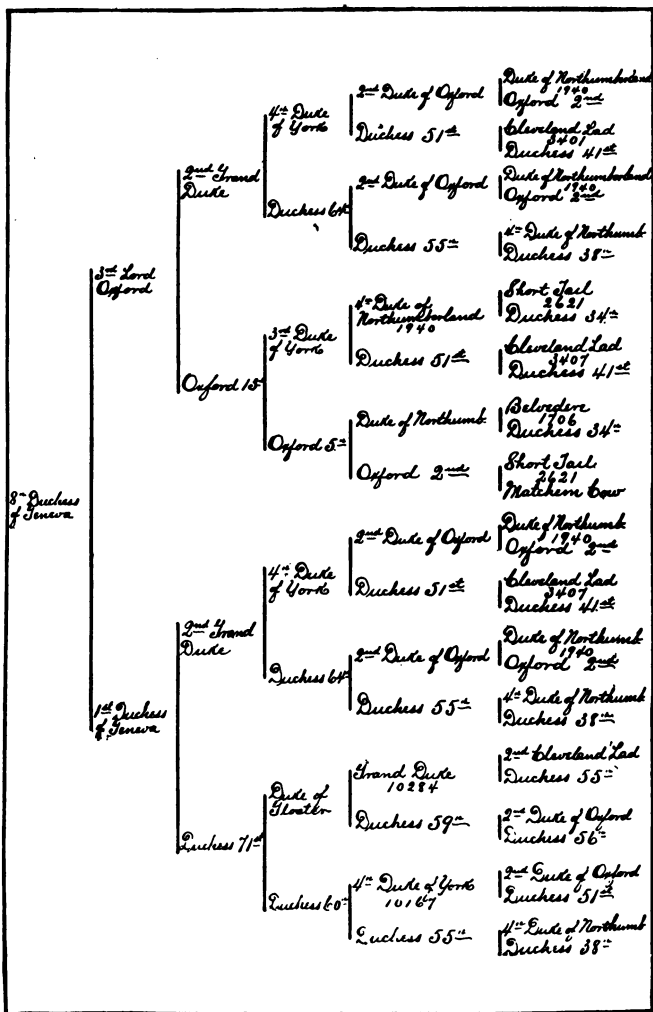 8th Duchess
of Geneva
3rd Lord
Oxford
1st Duchess
of Geneva
2nd Grand
Duke
Oxford 15
2nd Grand
Duke
Duchess 71st
4th Duke
of York
Duchess 64th
3rd Duke
of York
Oxford 5th
4th Duke
of York
Duchess 64th
Duke of
Gloster
Duchess 60th
2nd Duke of Oxford
Duchess 51st
2nd Duke of Oxford
Duchess 55th
4th Duke of
Northumberland
1940
Duchess 51st
Duke of Northumb.
Oxford 2nd
2nd Duke of Oxford
Duchess 51st
2nd Duke of Oxford
Duchess 55th
Grand Duke
10284
Duchess 59th
4th Duke of York
10167
Duchess 55th
Duke of Northumberland
1940
Oxford 2nd
Cleveland Lad
3401
Duchess 41st
Duke of Northumberland
1940
Oxford 2nd
4th Duke of Northumb
Duchess 38th
Short Tail
2621
Duchess 34th
Cleveland Lad
3407
Duchess 41st
Belvedere
1706
Duchess 34th
Short Tail
2621
Matchem Cow
Duke of Northumb
1940
Oxford 2nd
Cleveland Lad
3407
Duchess 41st
Duke of Northumb
1940
Oxford 2nd
4th Duke of Northumb
Duchess 38th
2nd Cleveland Lad
Duchess 55th
2nd Duke of Oxford
Duchess 56th
2nd Duke of Oxford
Duchess 51st
4th Duke of Northumb
Duchess 38th